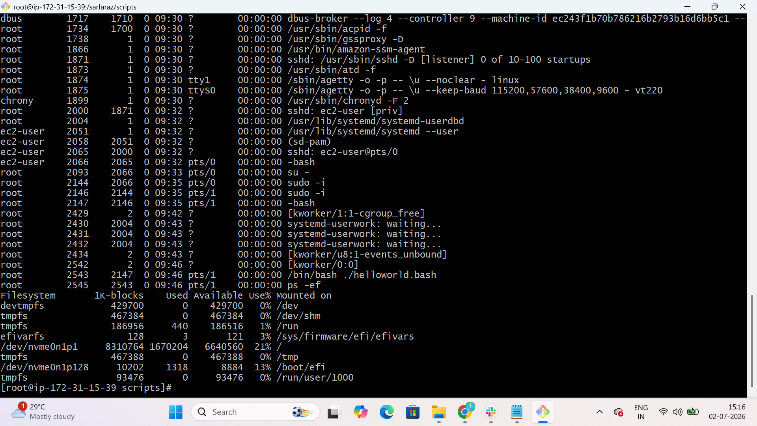 root@ip-172-31-15-39:/sarfaraz/scripts
dbus 1717 1710 0 09:30 ? 00:00:00 dbus-broker --log 4 --controller 9 --machine-id ec243f1b70b786216b2793b16d6bb5c1 --
root 1734 1700 0 09:30 ? 00:00:00 /usr/sbin/acpid -f
root 1738 1 0 09:30 ? 00:00:00 /usr/sbin/gssproxy -D
root 1866 1 0 09:30 ? 00:00:00 /usr/bin/amazon-ssm-agent
root 1871 1 0 09:30 ? 00:00:00 sshd: /usr/sbin/sshd -D [listener] 0 of 10-100 startups
root 1873 1 0 09:30 ? 00:00:00 /usr/sbin/atd -f
root 1874 1 0 09:30 tty1 00:00:00 /sbin/agetty -o -p -- \u --noclear - linux
root 1875 1 0 09:30 ttyS0 00:00:00 /sbin/agetty -o -p -- \u --keep-baud 115200,57600,38400,9600 - vt220
chrony 1899 1 0 09:30 ? 00:00:00 /usr/sbin/chronyd -F 2
root 2000 1871 0 09:32 ? 00:00:00 sshd: ec2-user [priv]
root 2004 1 0 09:32 ? 00:00:00 /usr/lib/systemd/systemd-userdbd
ec2-user 2051 1 0 09:32 ? 00:00:00 /usr/lib/systemd/systemd --user
ec2-user 2058 2051 0 09:32 ? 00:00:00 (sd-pam)
ec2-user 2065 2000 0 09:32 ? 00:00:00 sshd: ec2-user@pts/0
ec2-user 2066 2065 0 09:32 pts/0 00:00:00 -bash
root 2093 2066 0 09:33 pts/0 00:00:00 su -
root 2144 2066 0 09:35 pts/0 00:00:00 sudo -i
root 2146 2144 0 09:35 pts/1 00:00:00 sudo -i
root 2147 2146 0 09:35 pts/1 00:00:00 -bash
root 2429 2 0 09:42 ? 00:00:00 [kworker/1:1-cgroup_free]
root 2430 2004 0 09:43 ? 00:00:00 systemd-userwork: waiting...
root 2431 2004 0 09:43 ? 00:00:00 systemd-userwork: waiting...
root 2432 2004 0 09:43 ? 00:00:00 systemd-userwork: waiting...
root 2434 2 0 09:43 ? 00:00:00 [kworker/u8:1-events_unbound]
root 2542 2 0 09:46 ? 00:00:00 [kworker/0:0]
root 2543 2147 0 09:46 pts/1 00:00:00 /bin/bash ./helloworld.bash
root 2545 2543 0 09:46 pts/1 00:00:00 ps -ef
Filesystem 1K-blocks Used Available Use% Mounted on
devtmpfs 429700 0 429700 0% /dev
tmpfs 467384 0 467384 0% /dev/shm
tmpfs 186956 440 186516 1% /run
efivarfs 128 3 121 3% /sys/firmware/efi/efivars
/dev/nvme0n1p1 8310764 1670204 6640560 21% /
tmpfs 467388 0 467388 0% /tmp
/dev/nvme0n1p128 10202 1318 8884 13% /boot/efi
tmpfs 93476 0 93476 0% /run/user/1000
[root@ip-172-31-15-39 scripts]#
1
29°C
Mostly cloudy
Search
ENG
IN
15:16
02-07-2026